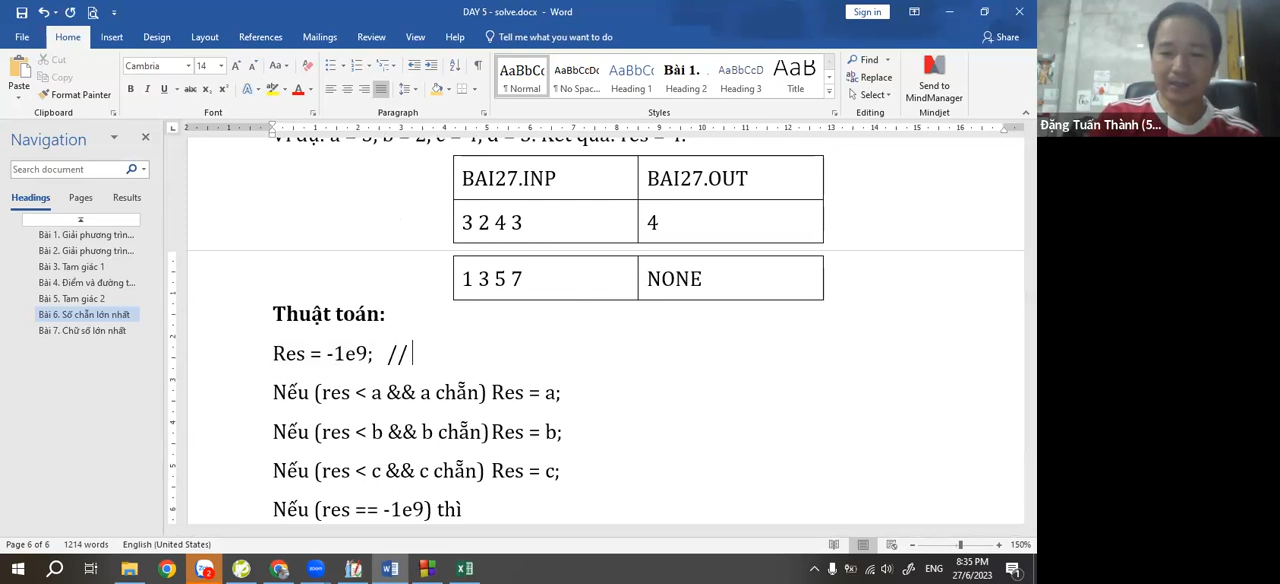 DAY 5 - solve.docx - Word
Sign in
File Home Insert Design Layout References Mailings Review View Help Tell me what you want to do Share
Paste Cut Copy Format Painter
Cambria 14
AaBbCc AaBbCcDc AaBbCc Bài 1. AaBbCcD AaB
¶ Normal ¶ No Spac... Heading 1 Heading 2 Heading 3 Title
Find Replace Select
Send to MindManager
Clipboard Font Paragraph Styles Editing Mindjet
Đặng Tuấn Thành (5...
Navigation
Search document
Headings Pages Results
Bài 1. Giải phương trìn...
Bài 2. Giải phương trìn...
Bài 3. Tam giác 1
Bài 4. Điểm và đường t...
Bài 5. Tam giác 2
Bài 6. Số chẵn lớn nhất
Bài 7. Chữ số lớn nhất
BAI27.INP BAI27.OUT
3 2 4 3 4
1 3 5 7 NONE
Thuật toán:
Res = -1e9; //
Nếu (res < a && a chẵn) Res = a;
Nếu (res < b && b chẵn) Res = b;
Nếu (res < c && c chẵn) Res = c;
Nếu (res == -1e9) thì
Page 6 of 6 1214 words English (United States) 150%
ENG 8:35 PM
27/6/2023